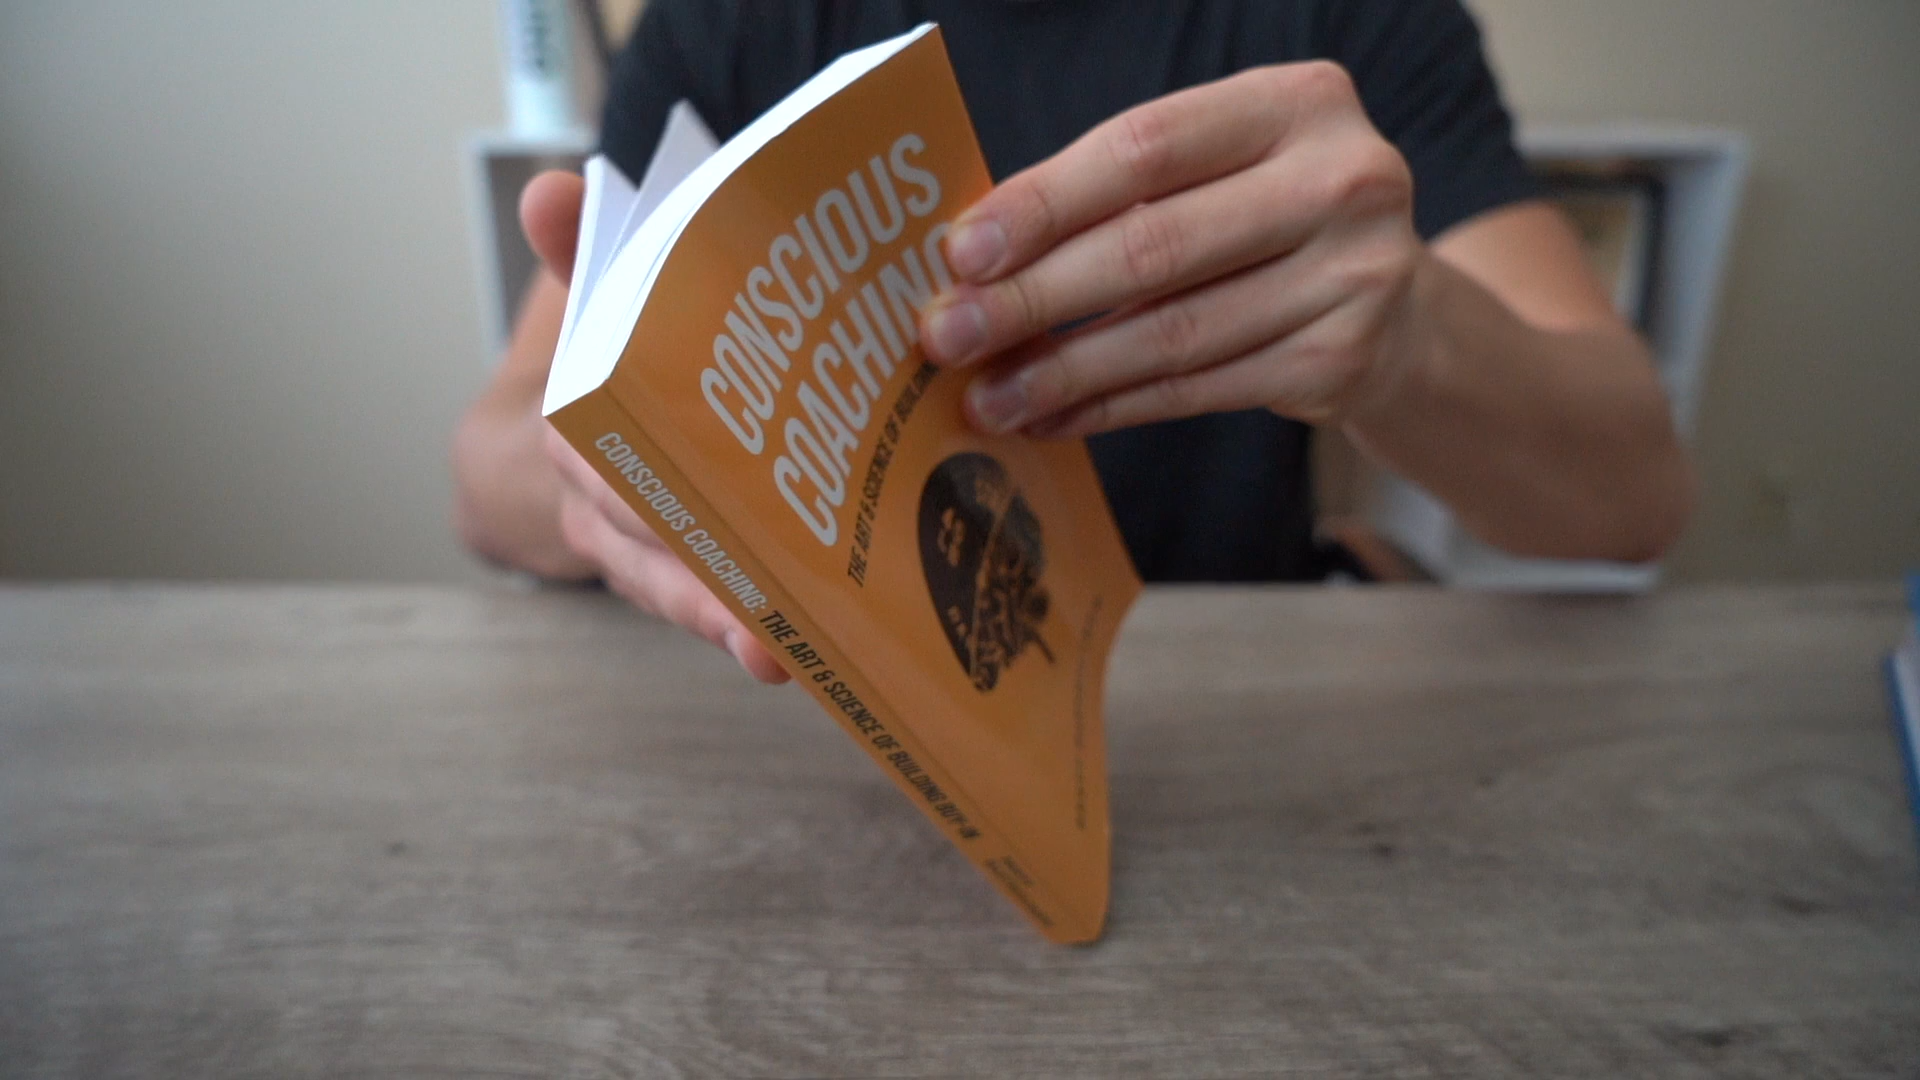 CONSCIOUS
COACHING
THE ART & SCIENCE OF BUILDING
CONSCIOUS COACHING: THE ART & SCIENCE OF BUILDING BUY-IN